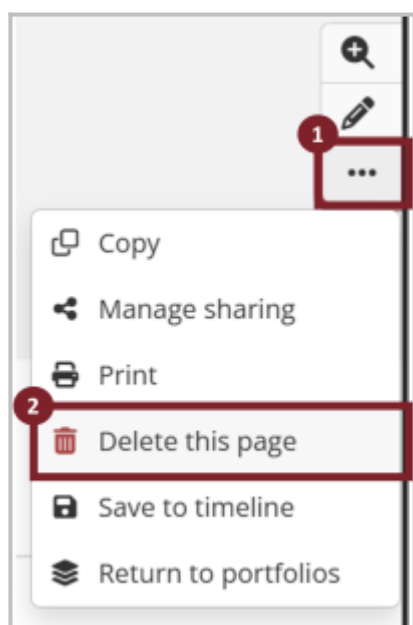 1
Copy
Manage sharing
Print
2
Delete this page
Save to timeline
Return to portfolios